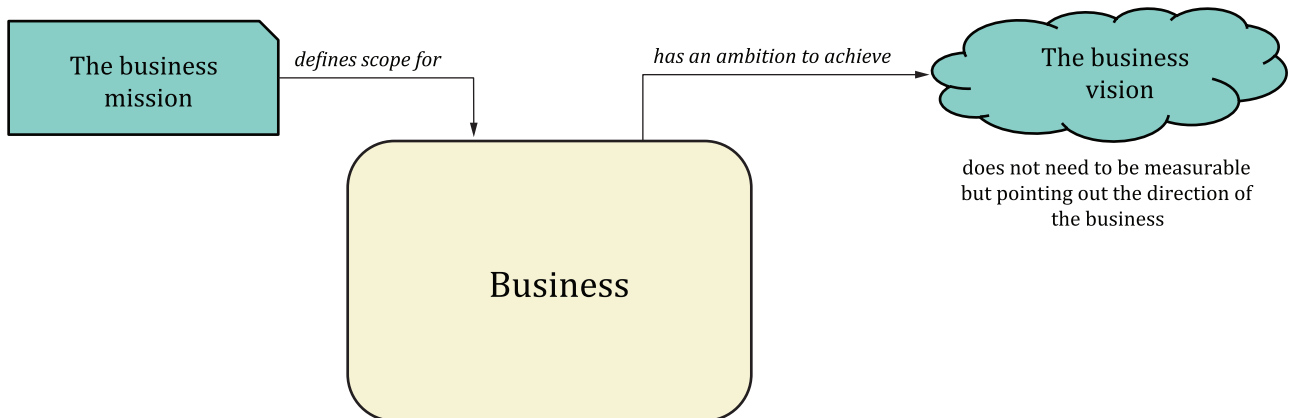 The business
mission
defines scope for
has an ambition to achieve
The business
vision
does not need to be measurable
but pointing out the direction of
the business
Business